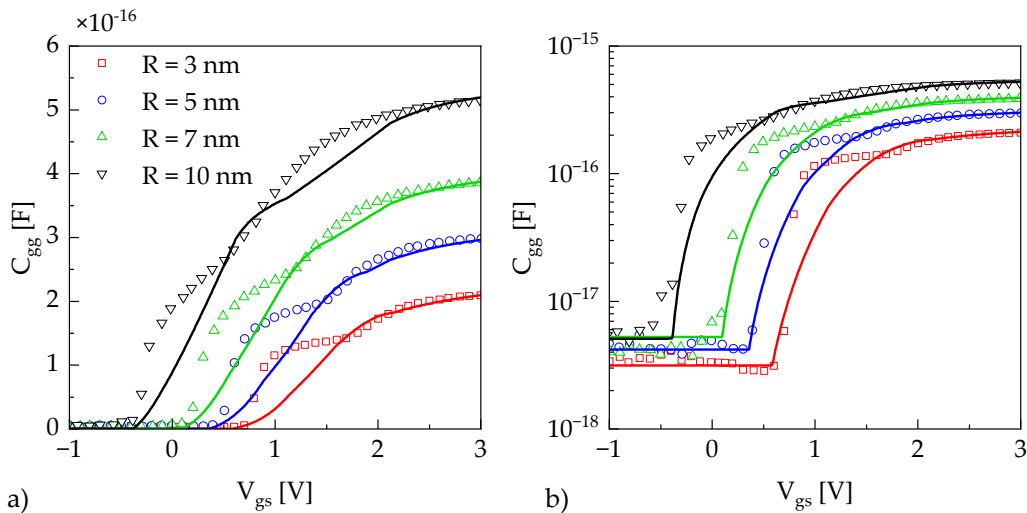 ×10⁻¹⁶
6
5
4
3
2
1
0
C_gg [F]
R = 3 nm
R = 5 nm
R = 7 nm
R = 10 nm
−1 0 1 2 3
V_gs [V]
a)
10⁻¹⁵
10⁻¹⁶
10⁻¹⁷
10⁻¹⁸
C_gg [F]
−1 0 1 2 3
V_gs [V]
b)